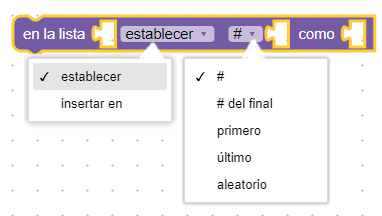 en la lista establecer # como
✓ establecer
insertar en
✓ #
# del final
primero
último
aleatorio